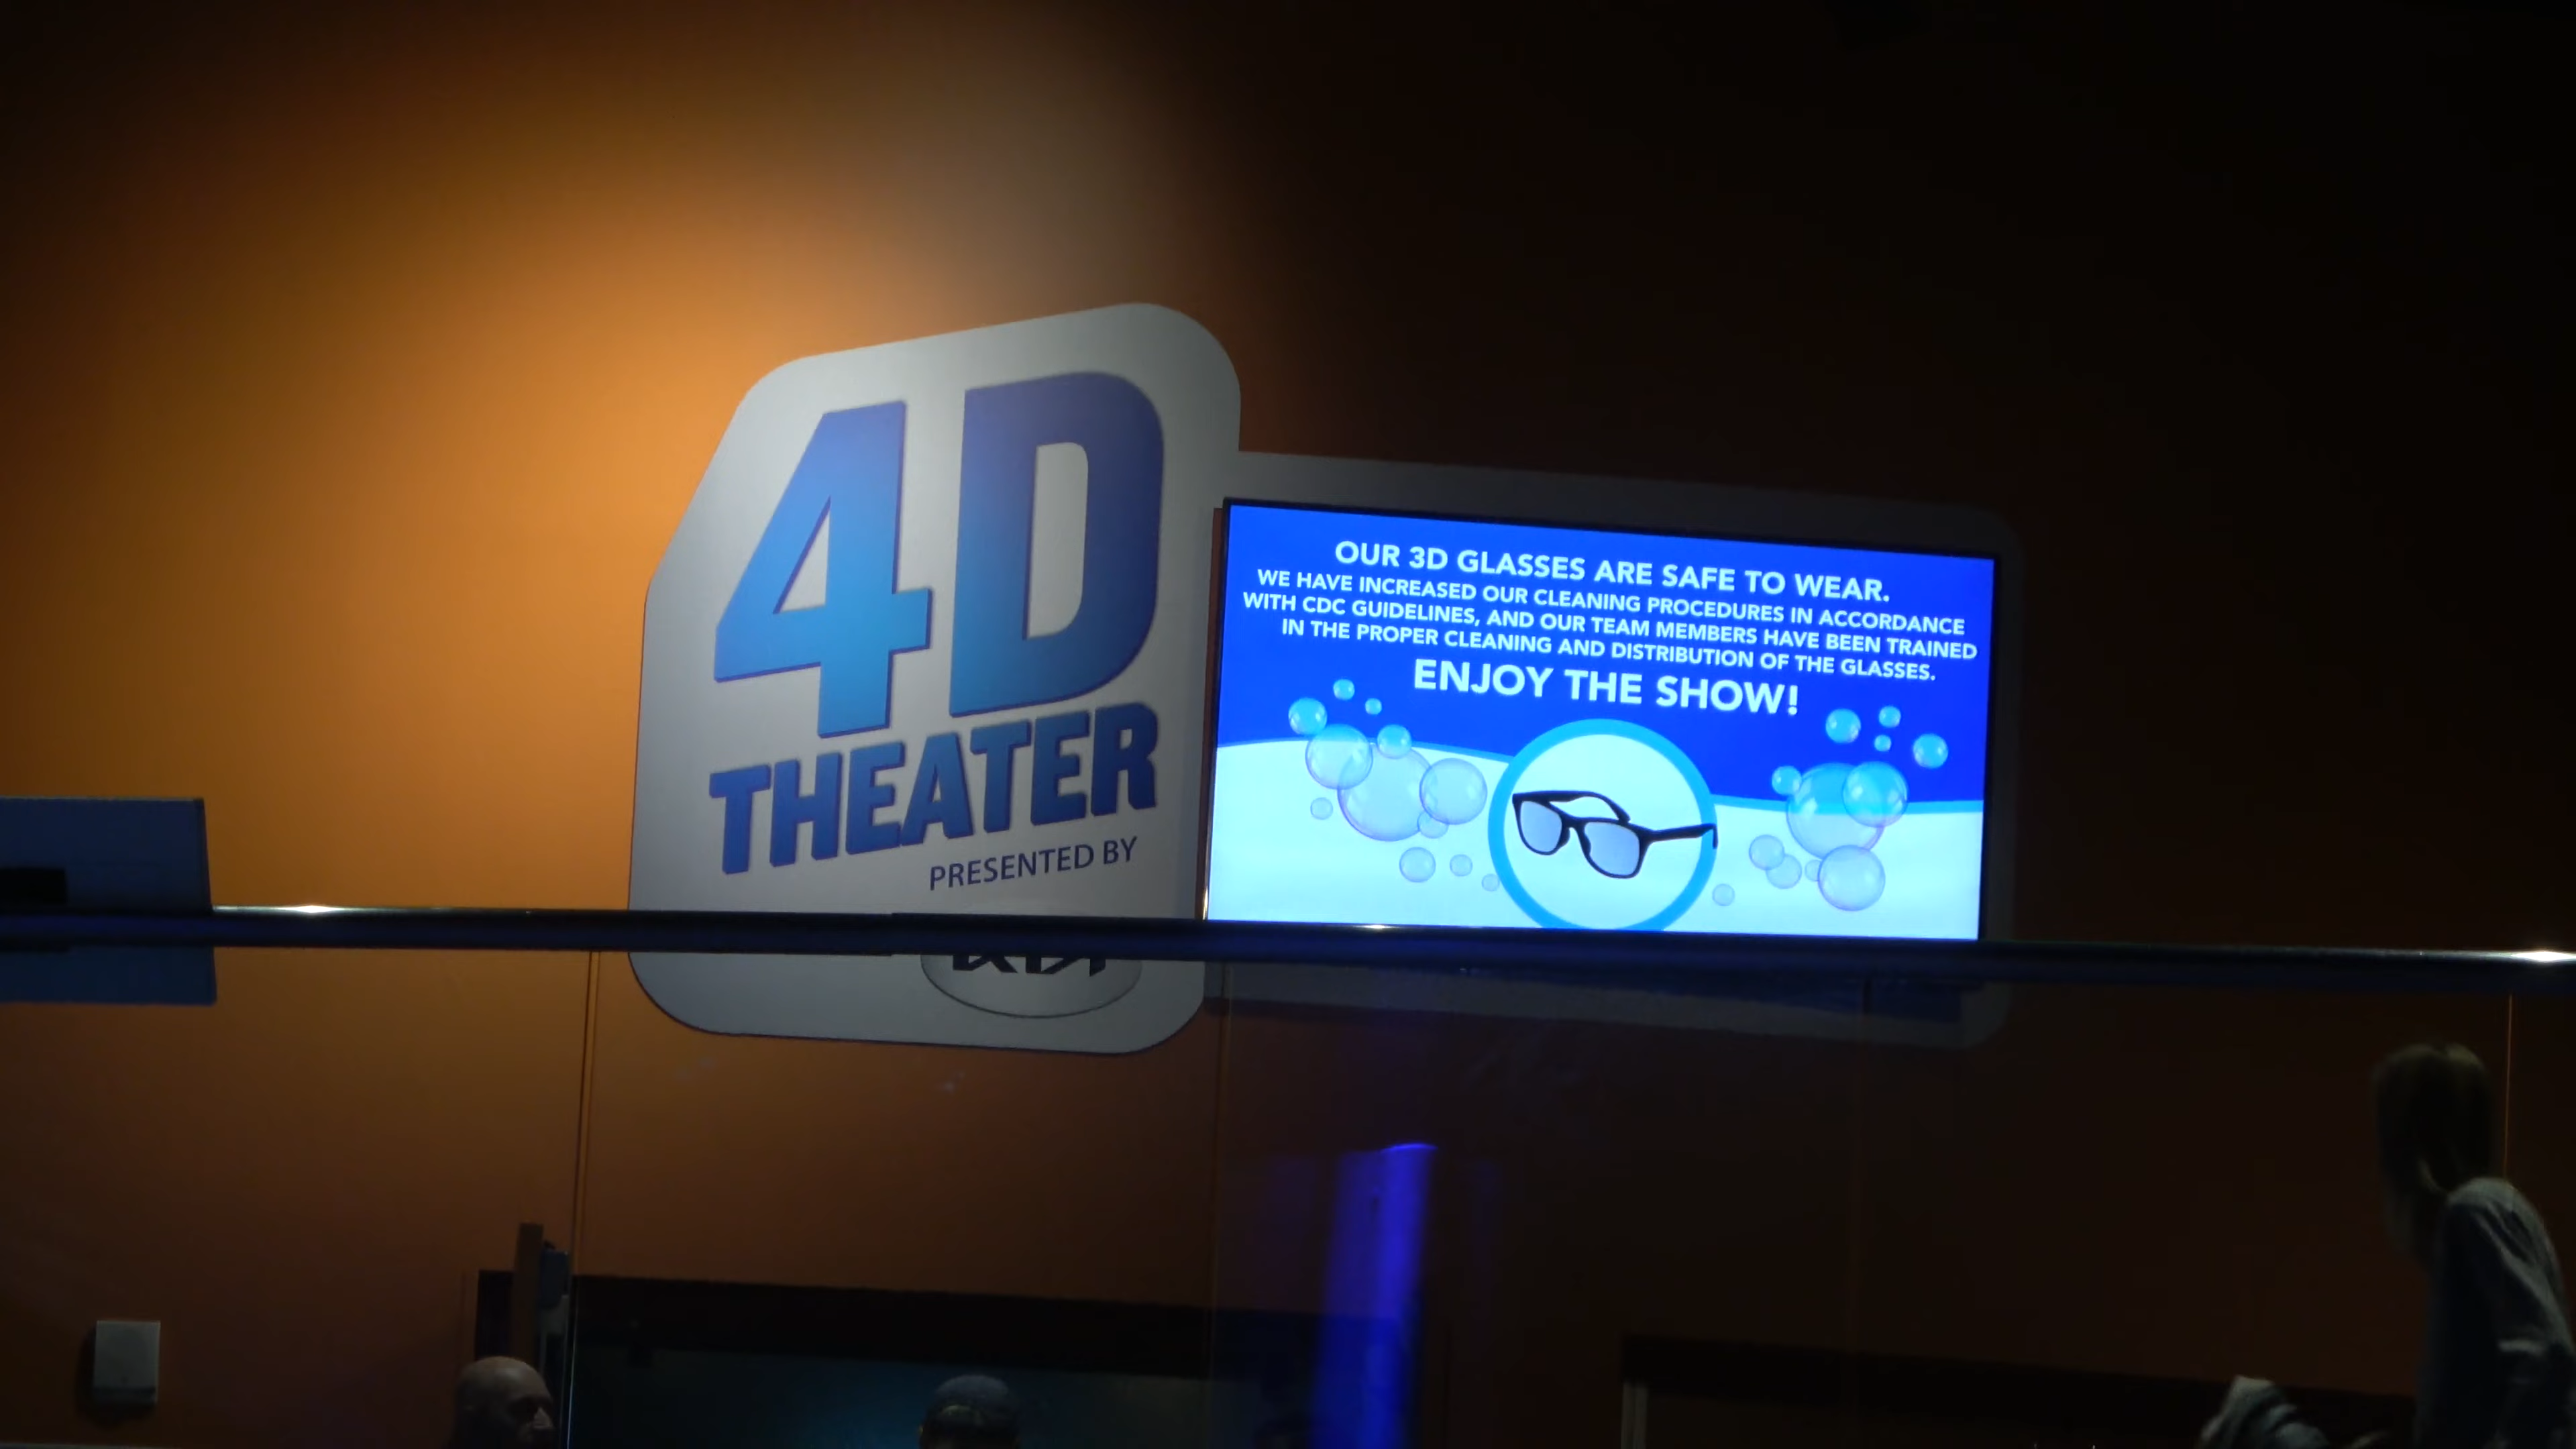 4D
THEATER
PRESENTED BY
KIA
OUR 3D GLASSES ARE SAFE TO WEAR.
WE HAVE INCREASED OUR CLEANING PROCEDURES IN ACCORDANCE
WITH CDC GUIDELINES, AND OUR TEAM MEMBERS HAVE BEEN TRAINED
IN THE PROPER CLEANING AND DISTRIBUTION OF THE GLASSES.
ENJOY THE SHOW!